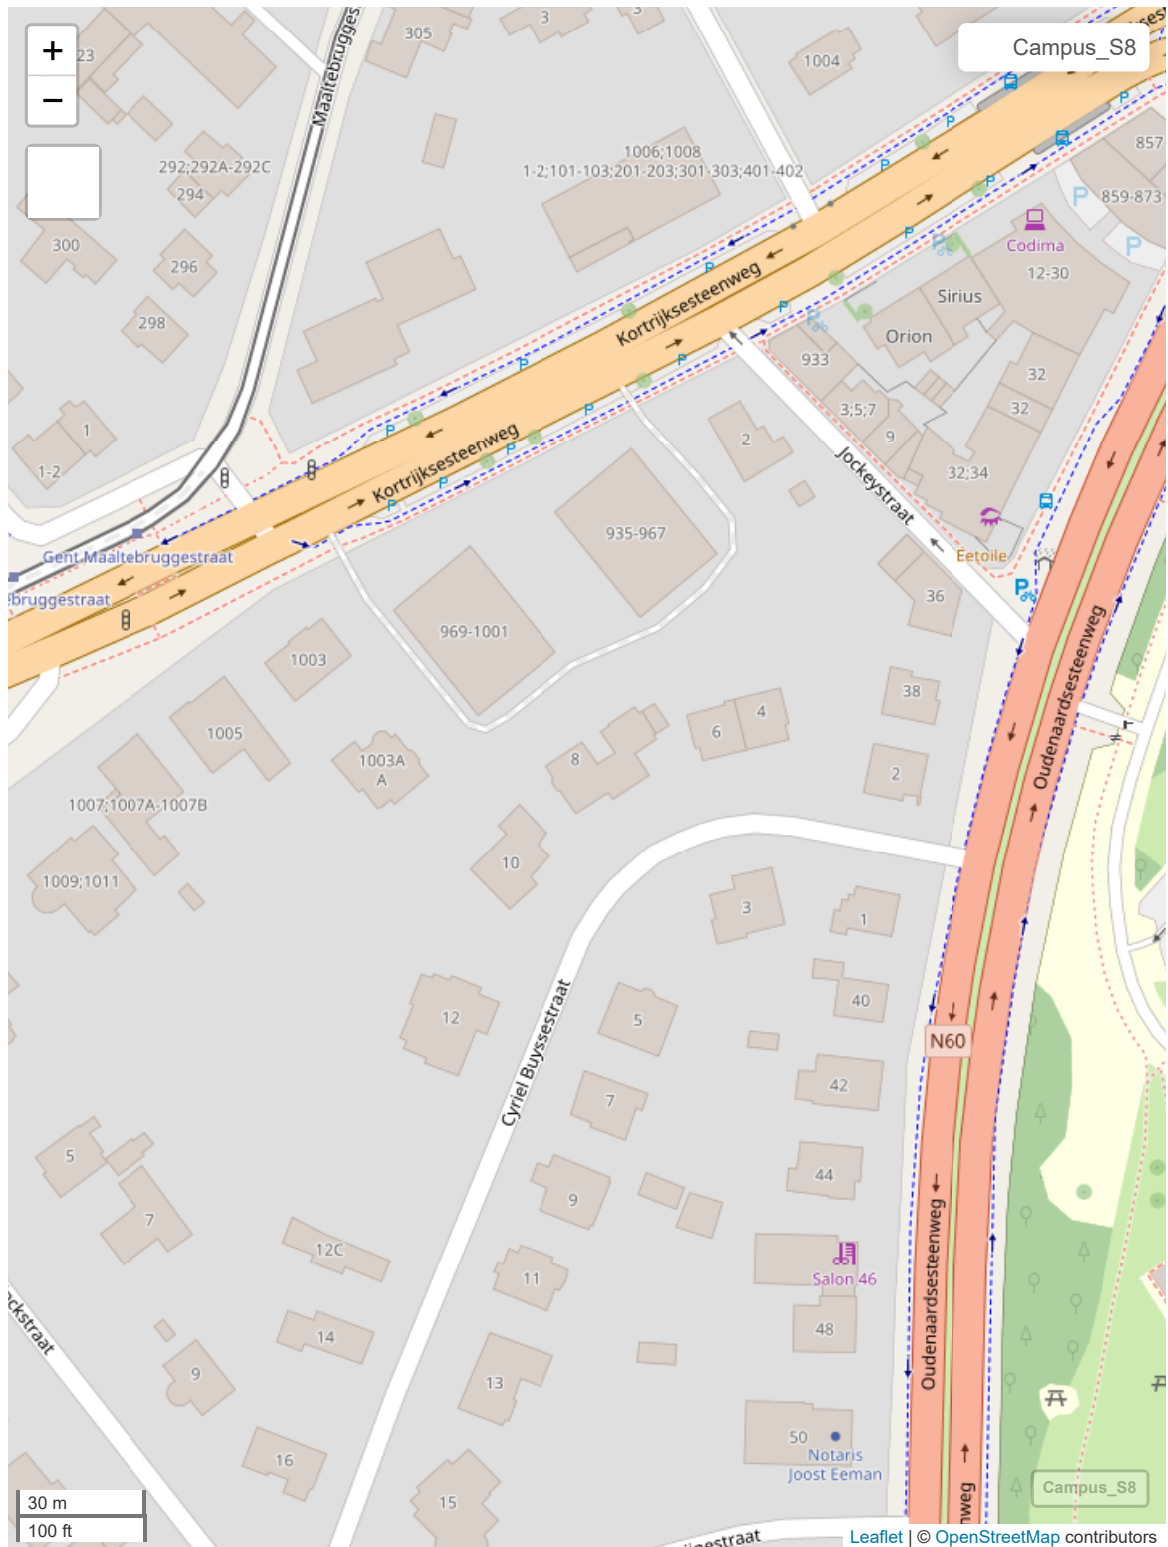 +
−
Campus_S8
23
305
3
3
1004
Maaltebrugges
857
859-873
292;292A-292C
294
1006;1008
1-2;101-103;201-203;301-303;401-402
300
296
298
Codima
12-30
Sirius
Orion
Kortrijksesteenweg
933
32
32
3;5;7
9
32;34
1
1-2
2
Kortrijksesteenweg
Jockeystraat
Eetoile
935-967
36
Gent Maaltebruggestraat
ebruggestraat
969-1001
1003
38
Oudenaardsesteenweg
1005
1003A
A
6
4
8
2
1007;1007A-1007B
10
1009;1011
3
1
12
5
40
N60
Cyriel Buyssestraat
7
42
5
44
7
9
12C
11
Salon 46
Oudenaardsesteenweg
14
48
ackstraat
9
13
50
Notaris
Joost Eeman
16
15
Campus_S8
nweg
30 m
100 ft
Leaflet | © OpenStreetMap contributors